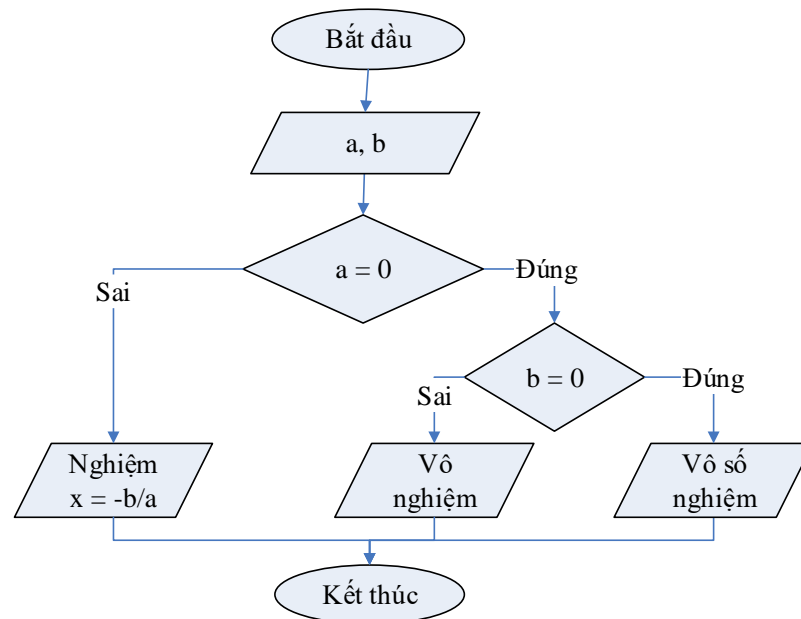 Bắt đầu
a, b
a = 0
Đúng
Sai
b = 0
Sai
Đúng
Nghiệm
x = -b/a
Vô
nghiệm
Vô số
nghiệm
Kết thúc